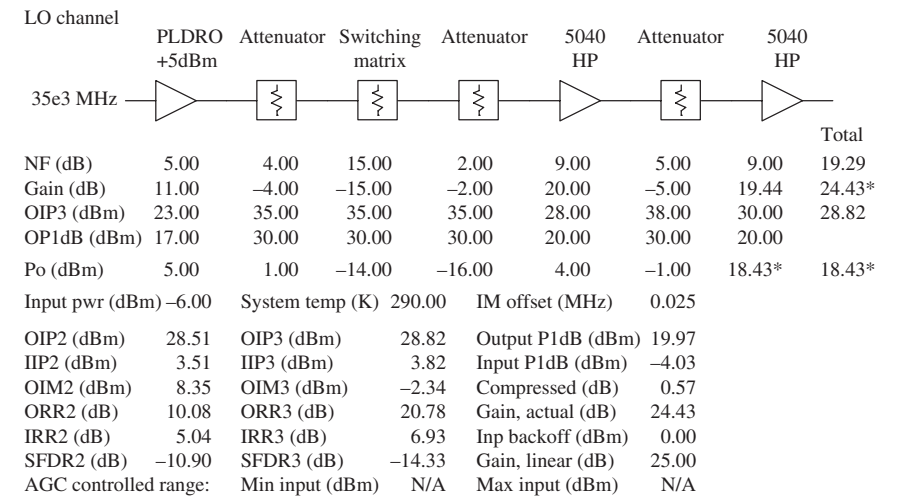 LO channel
PLDRO Attenuator Switching Attenuator 5040 Attenuator 5040
+5dBm matrix HP HP
35e3 MHz
Total
NF (dB) 5.00 4.00 15.00 2.00 9.00 5.00 9.00 19.29
Gain (dB) 11.00 –4.00 –15.00 –2.00 20.00 –5.00 19.44 24.43*
OIP3 (dBm) 23.00 35.00 35.00 35.00 28.00 38.00 30.00 28.82
OP1dB (dBm) 17.00 30.00 30.00 30.00 20.00 30.00 20.00
Po (dBm) 5.00 1.00 –14.00 –16.00 4.00 –1.00 18.43* 18.43*
Input pwr (dBm) –6.00 System temp (K) 290.00 IM offset (MHz) 0.025
OIP2 (dBm) 28.51 OIP3 (dBm) 28.82 Output P1dB (dBm) 19.97
IIP2 (dBm) 3.51 IIP3 (dBm) 3.82 Input P1dB (dBm) –4.03
OIM2 (dBm) 8.35 OIM3 (dBm) –2.34 Compressed (dB) 0.57
ORR2 (dB) 10.08 ORR3 (dB) 20.78 Gain, actual (dB) 24.43
IRR2 (dB) 5.04 IRR3 (dB) 6.93 Inp backoff (dBm) 0.00
SFDR2 (dB) –10.90 SFDR3 (dB) –14.33 Gain, linear (dB) 25.00
AGC controlled range: Min input (dBm) N/A Max input (dBm) N/A